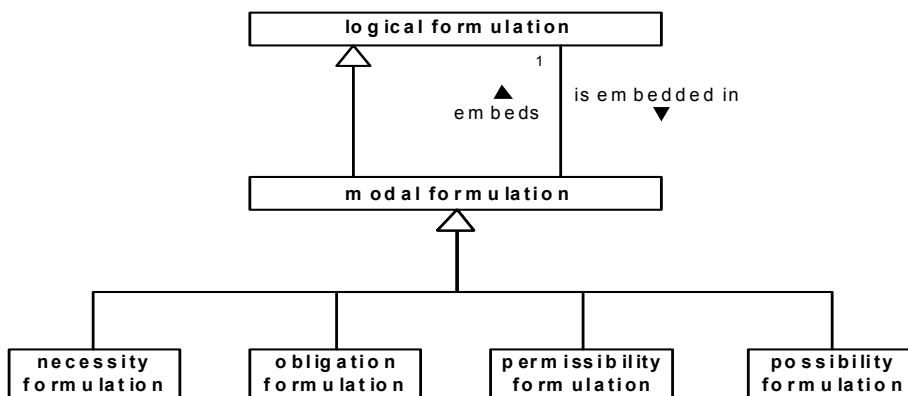 logical formulation
1
embeds
is embedded in
modal formulation
necessity
formulation
obligation
formulation
permissibility
formulation
possibility
formulation